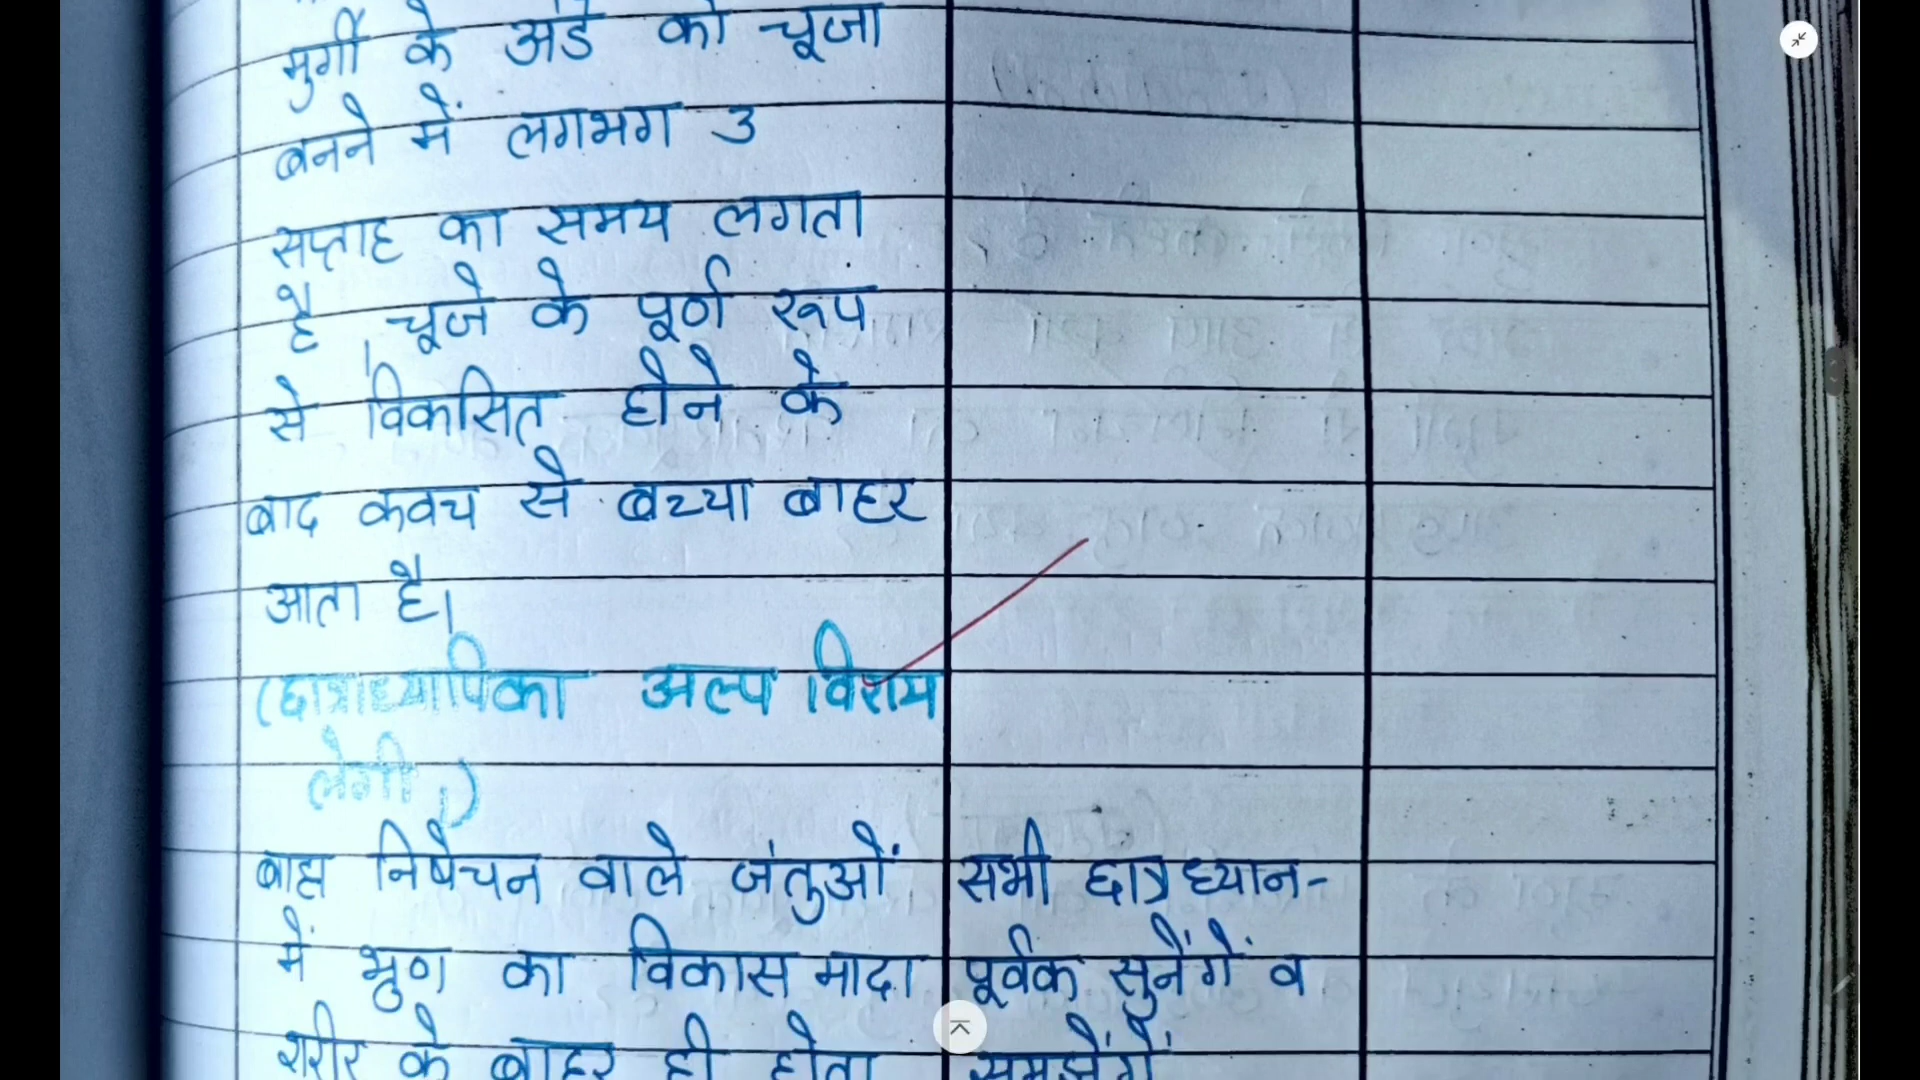 मुर्गी के अंडे को चूजा
बनने में लगभग 3
सप्ताह का समय लगता
है। चूजे के पूर्ण रूप
से विकसित होने के
बाद कवच से बच्चा बाहर
आता है।
(छात्राध्यापिका अल्प विराम
लेगी।)
बाह्य निषेचन वाले जंतुओं सभी छात्र ध्यान-
में भ्रुण का विकास मादा पूर्वक सुनेंगें व
शरीर के बाहर ही होता समझेंगें